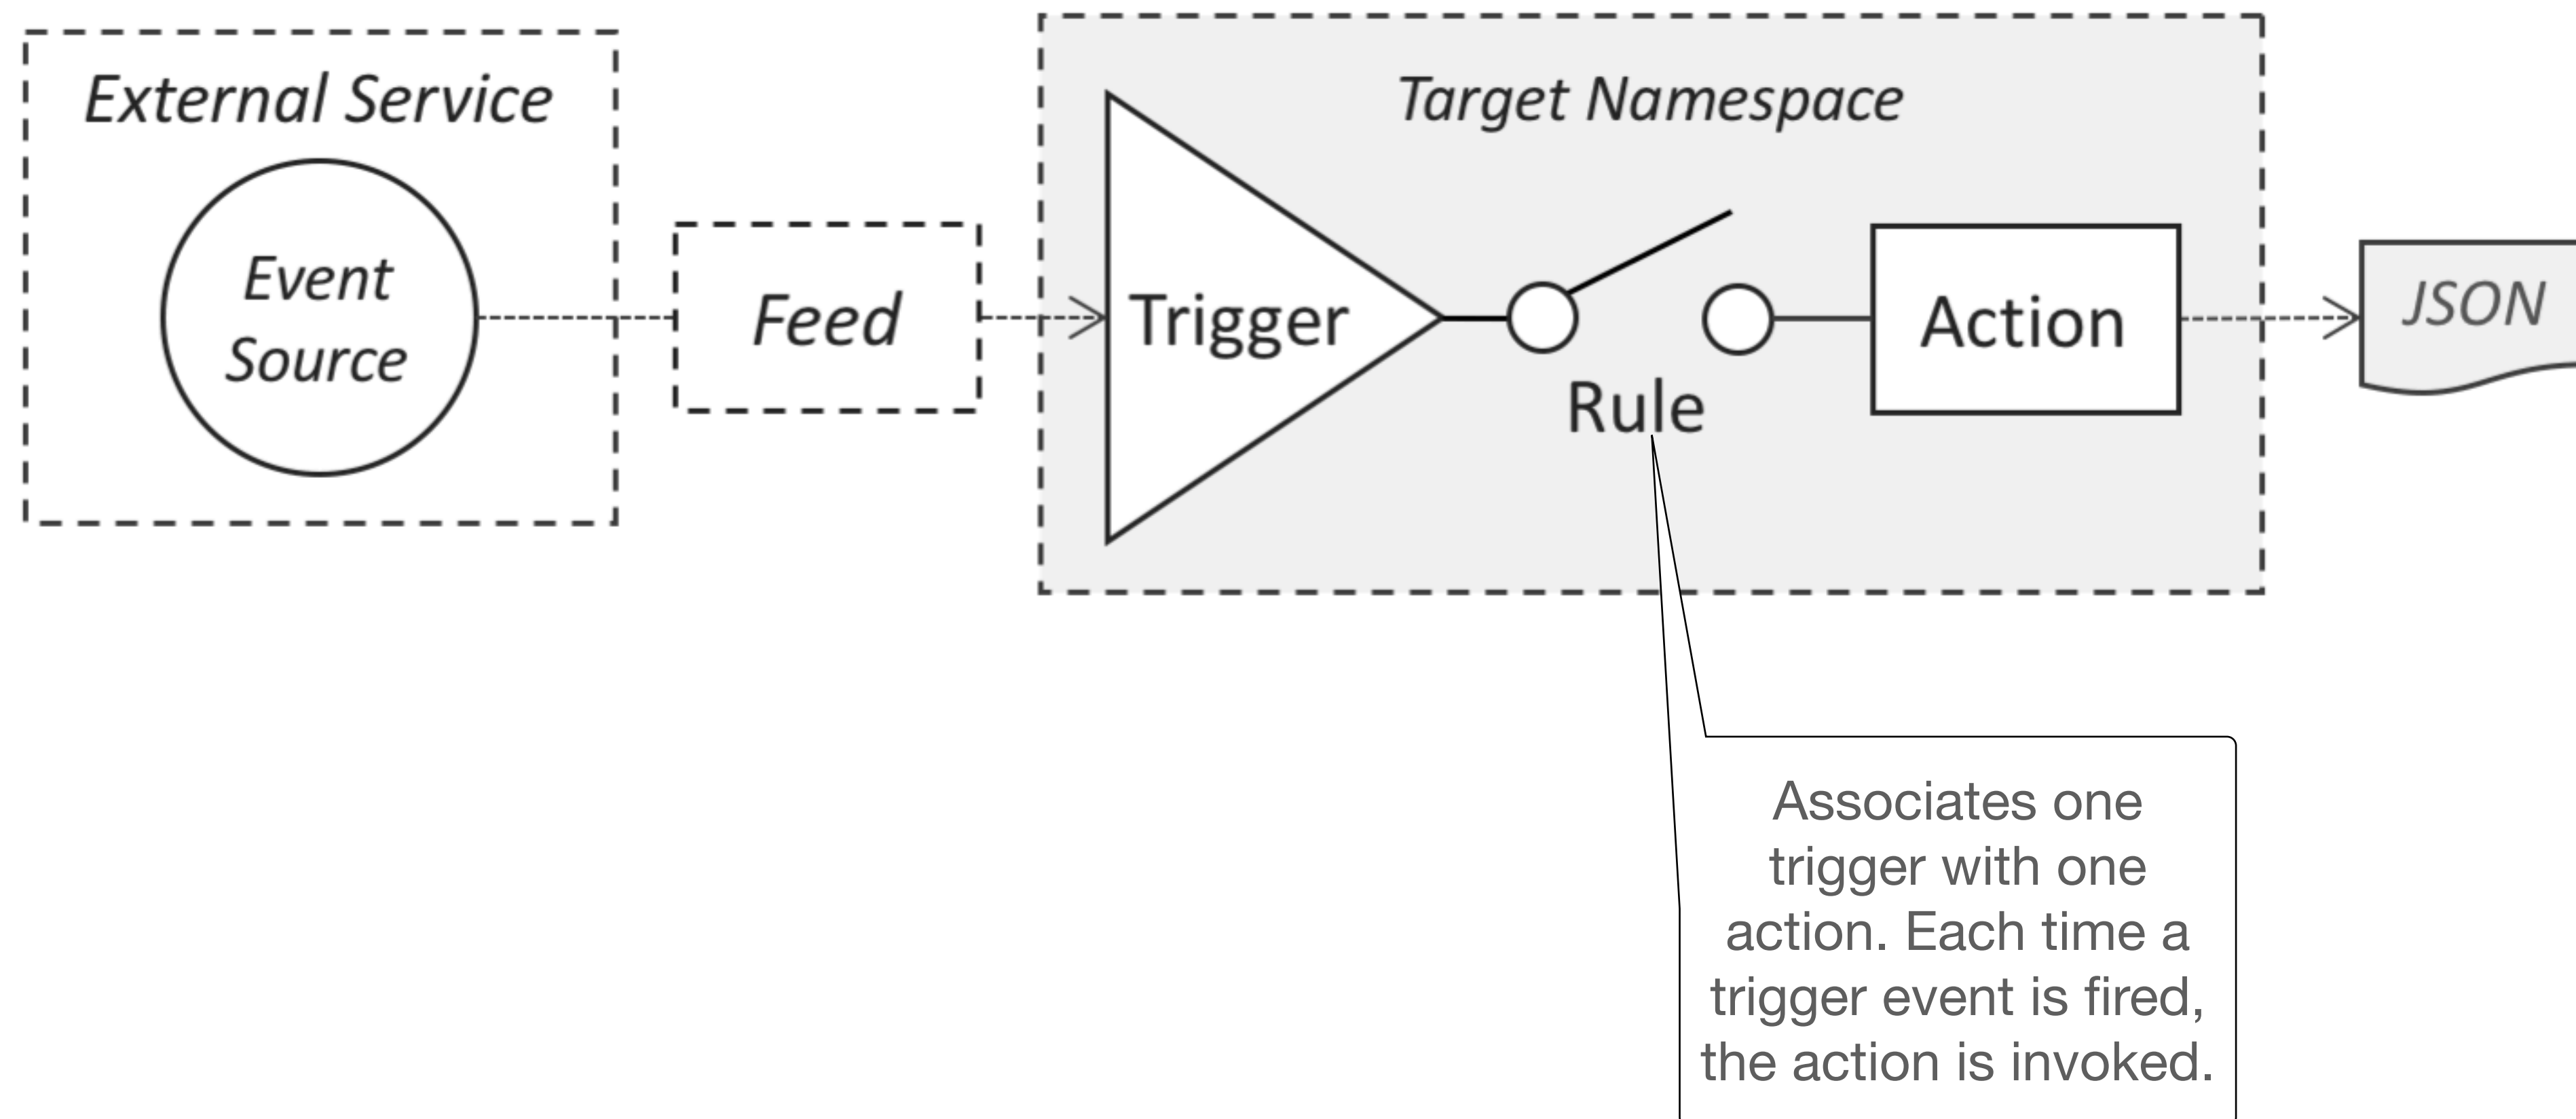 External Service
Event
Source
Feed
Target Namespace
Trigger
Rule
Action
JSON
Associates one
trigger with one
action. Each time a
trigger event is fired,
the action is invoked.